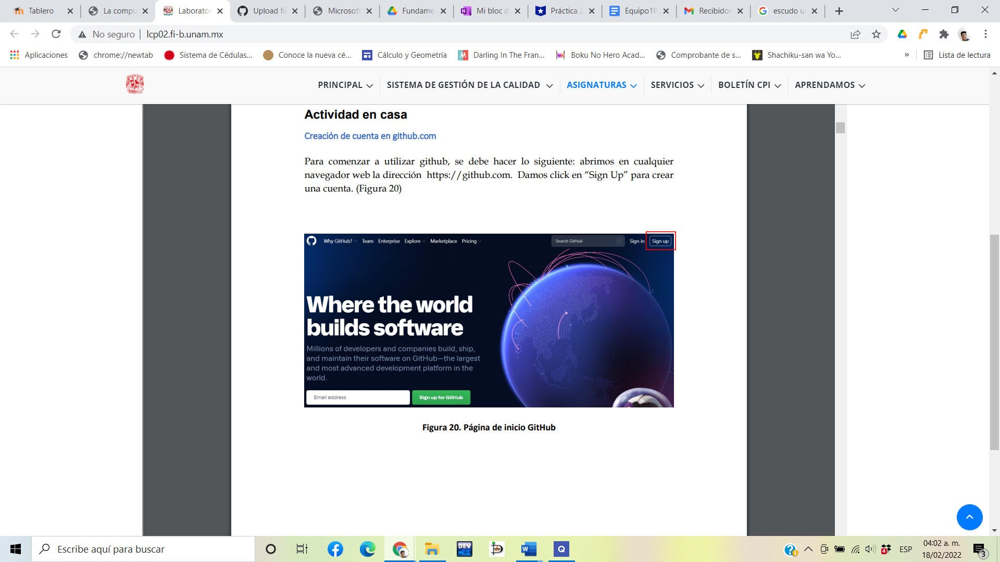 Tablero
La compu
Laborator
Upload fil
Microsoft
Fundame
Mi bloc d
Práctica 2
Equipo1P
Recibidos
escudo u
No seguro
lcp02.fi-b.unam.mx
Aplicaciones
chrome://newtab
Sistema de Cédulas...
Conoce la nueva cé...
Cálculo y Geometría
Darling In The Fran...
Boku No Hero Acad...
Comprobante de s...
Shachiku-san wa Yo...
»
Lista de lectura
PRINCIPAL
SISTEMA DE GESTIÓN DE LA CALIDAD
ASIGNATURAS
SERVICIOS
BOLETÍN CPI
APRENDAMOS
Actividad en casa
Creación de cuenta en github.com
Para comenzar a utilizar github, se debe hacer lo siguiente: abrimos en cualquier
navegador web la dirección https://github.com. Damos click en “Sign Up” para crear
una cuenta. (Figura 20)
Why GitHub?
Team
Enterprise
Explore
Marketplace
Pricing
Search GitHub
/
Sign in
Sign up
Where the world
builds software
Millions of developers and companies build, ship,
and maintain their software on GitHub—the largest
and most advanced development platform in the
world.
Email address
Sign up for GitHub
Figura 20. Página de inicio GitHub
Escribe aquí para buscar
DEV
W
Q
4
ESP
04:02 a. m.
18/02/2022
3